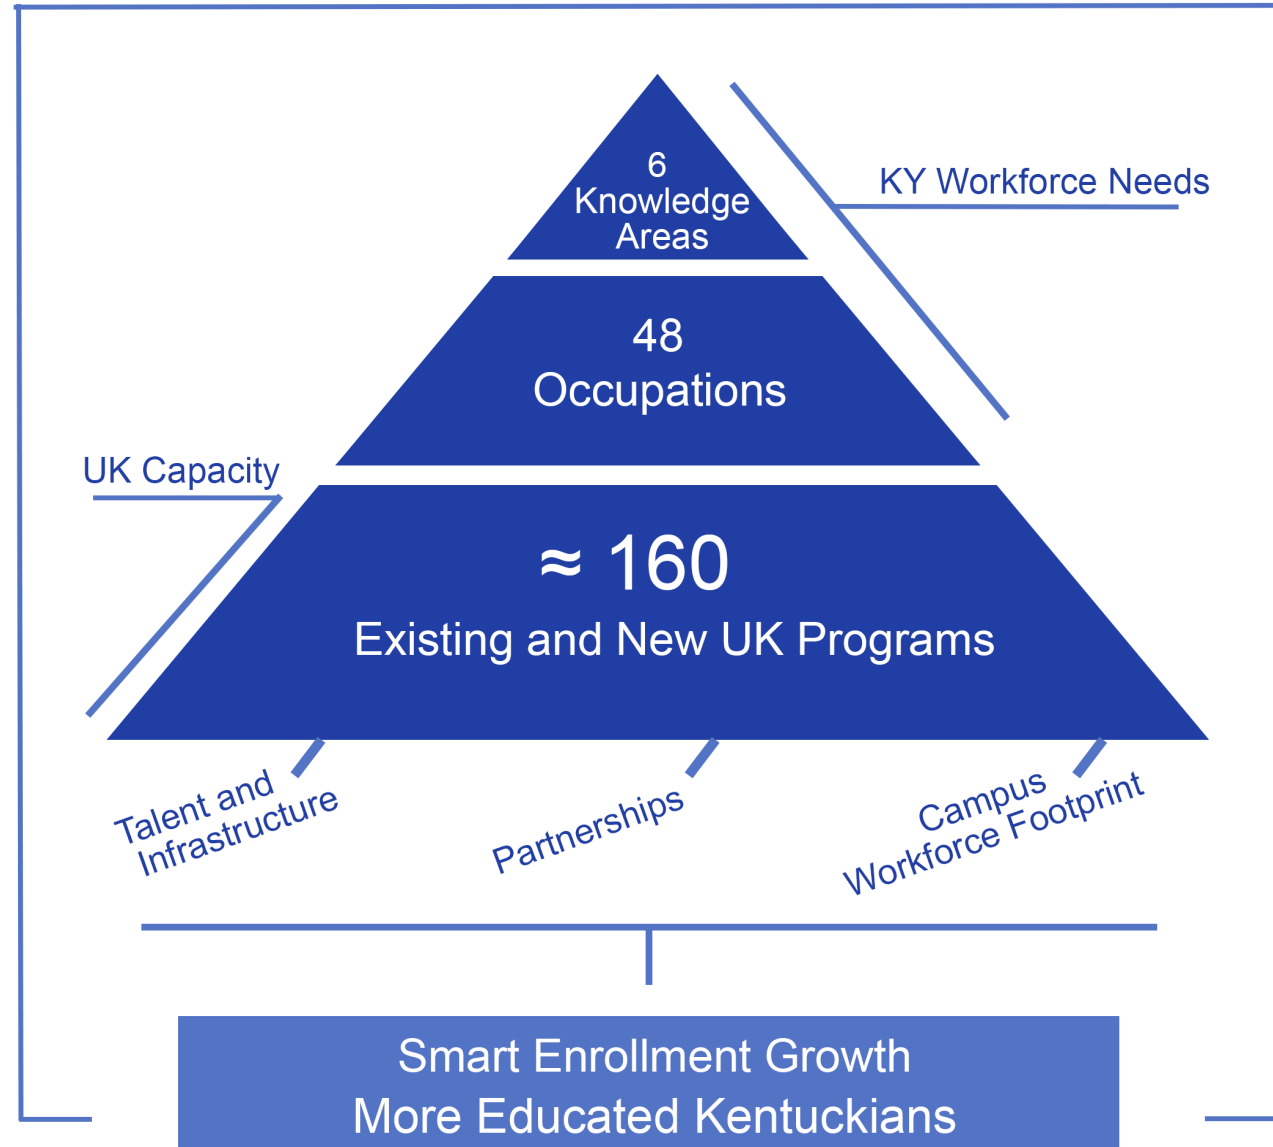 6
Knowledge
Areas
KY Workforce Needs
48
Occupations
UK Capacity
≈ 160
Existing and New UK Programs
Talent and
Infrastructure
Partnerships
Campus
Workforce Footprint
Smart Enrollment Growth
More Educated Kentuckians